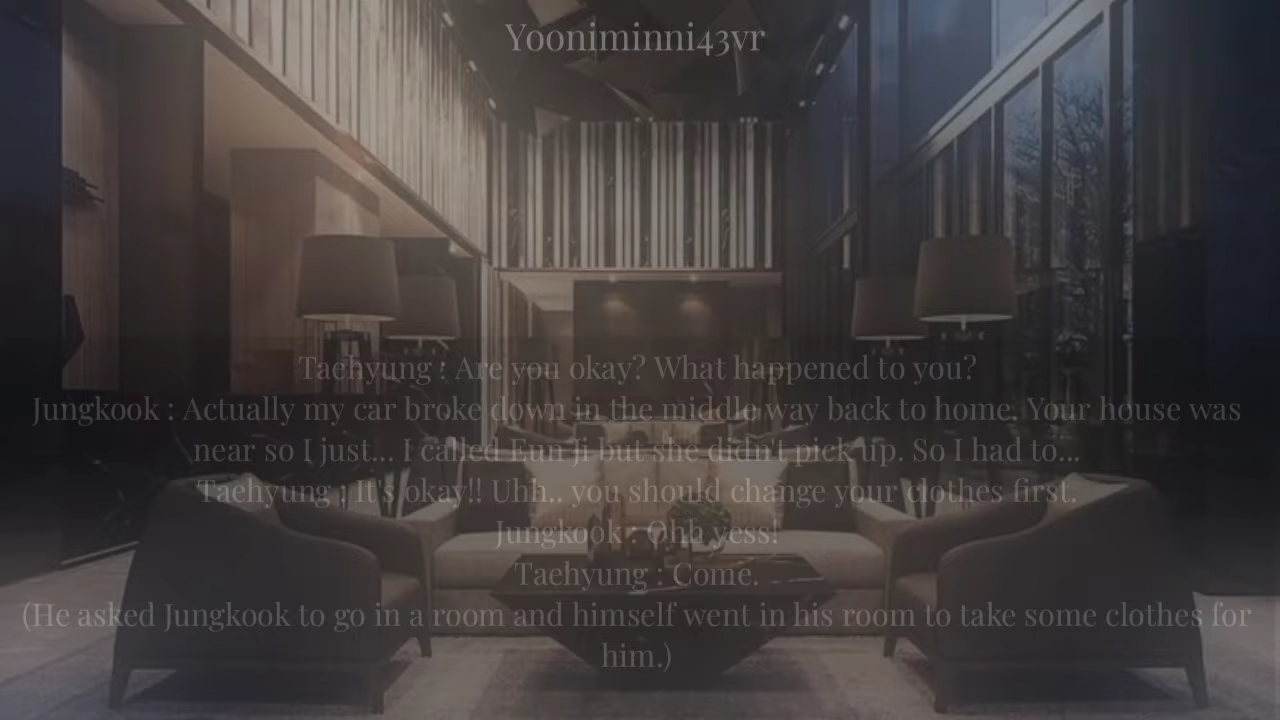 Yooniminni43vr
Taehyung : Are you okay? What happened to you?
Jungkook : Actually my car broke down in the middle way back to home. Your house was
near so I just... I called Eun ji but she didn't pick up. So I had to...
Taehyung : It's okay!! Uhh.. you should change your clothes first.
Jungkook : Ohh yess!
Taehyung : Come.
(He asked Jungkook to go in a room and himself went in his room to take some clothes for
him.)